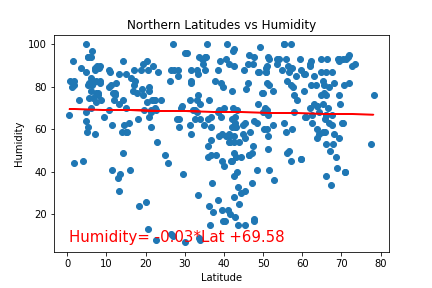 Northern Latitudes vs Humidity
100
80
60
40
20
Humidity
Humidity= -0.03*Lat +69.58
0 10 20 30 40 50 60 70 80
Latitude